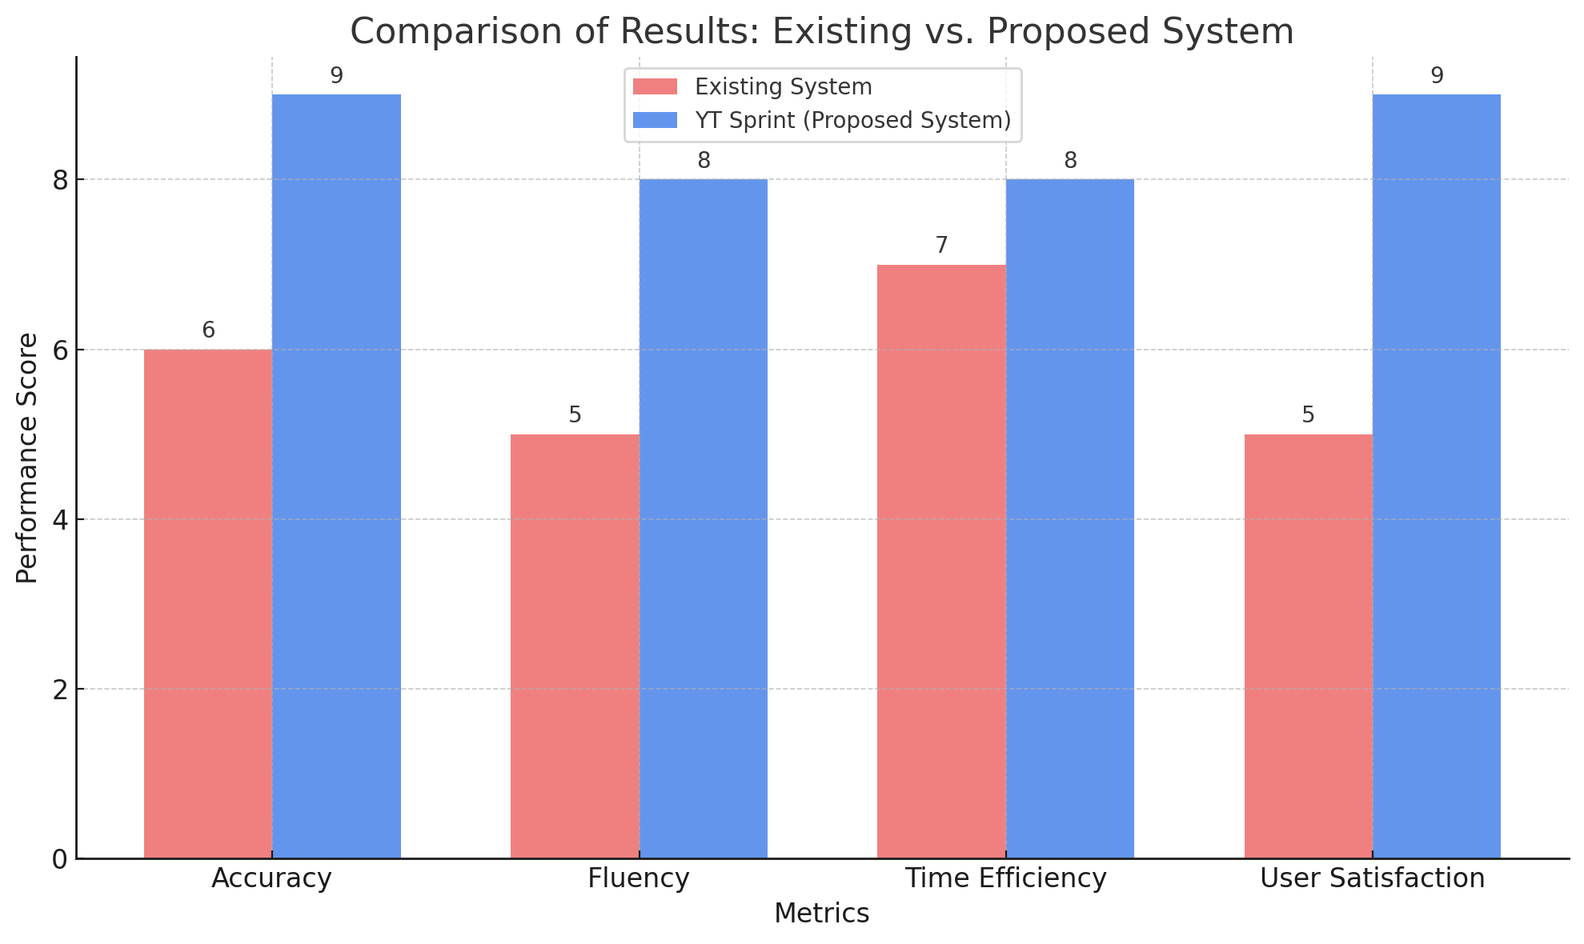 Comparison of Results: Existing vs. Proposed System
Existing System
YT Sprint (Proposed System)
9
9
8
8
7
6
5
5
Performance Score
8
6
4
2
0
Accuracy
Fluency
Time Efficiency
User Satisfaction
Metrics